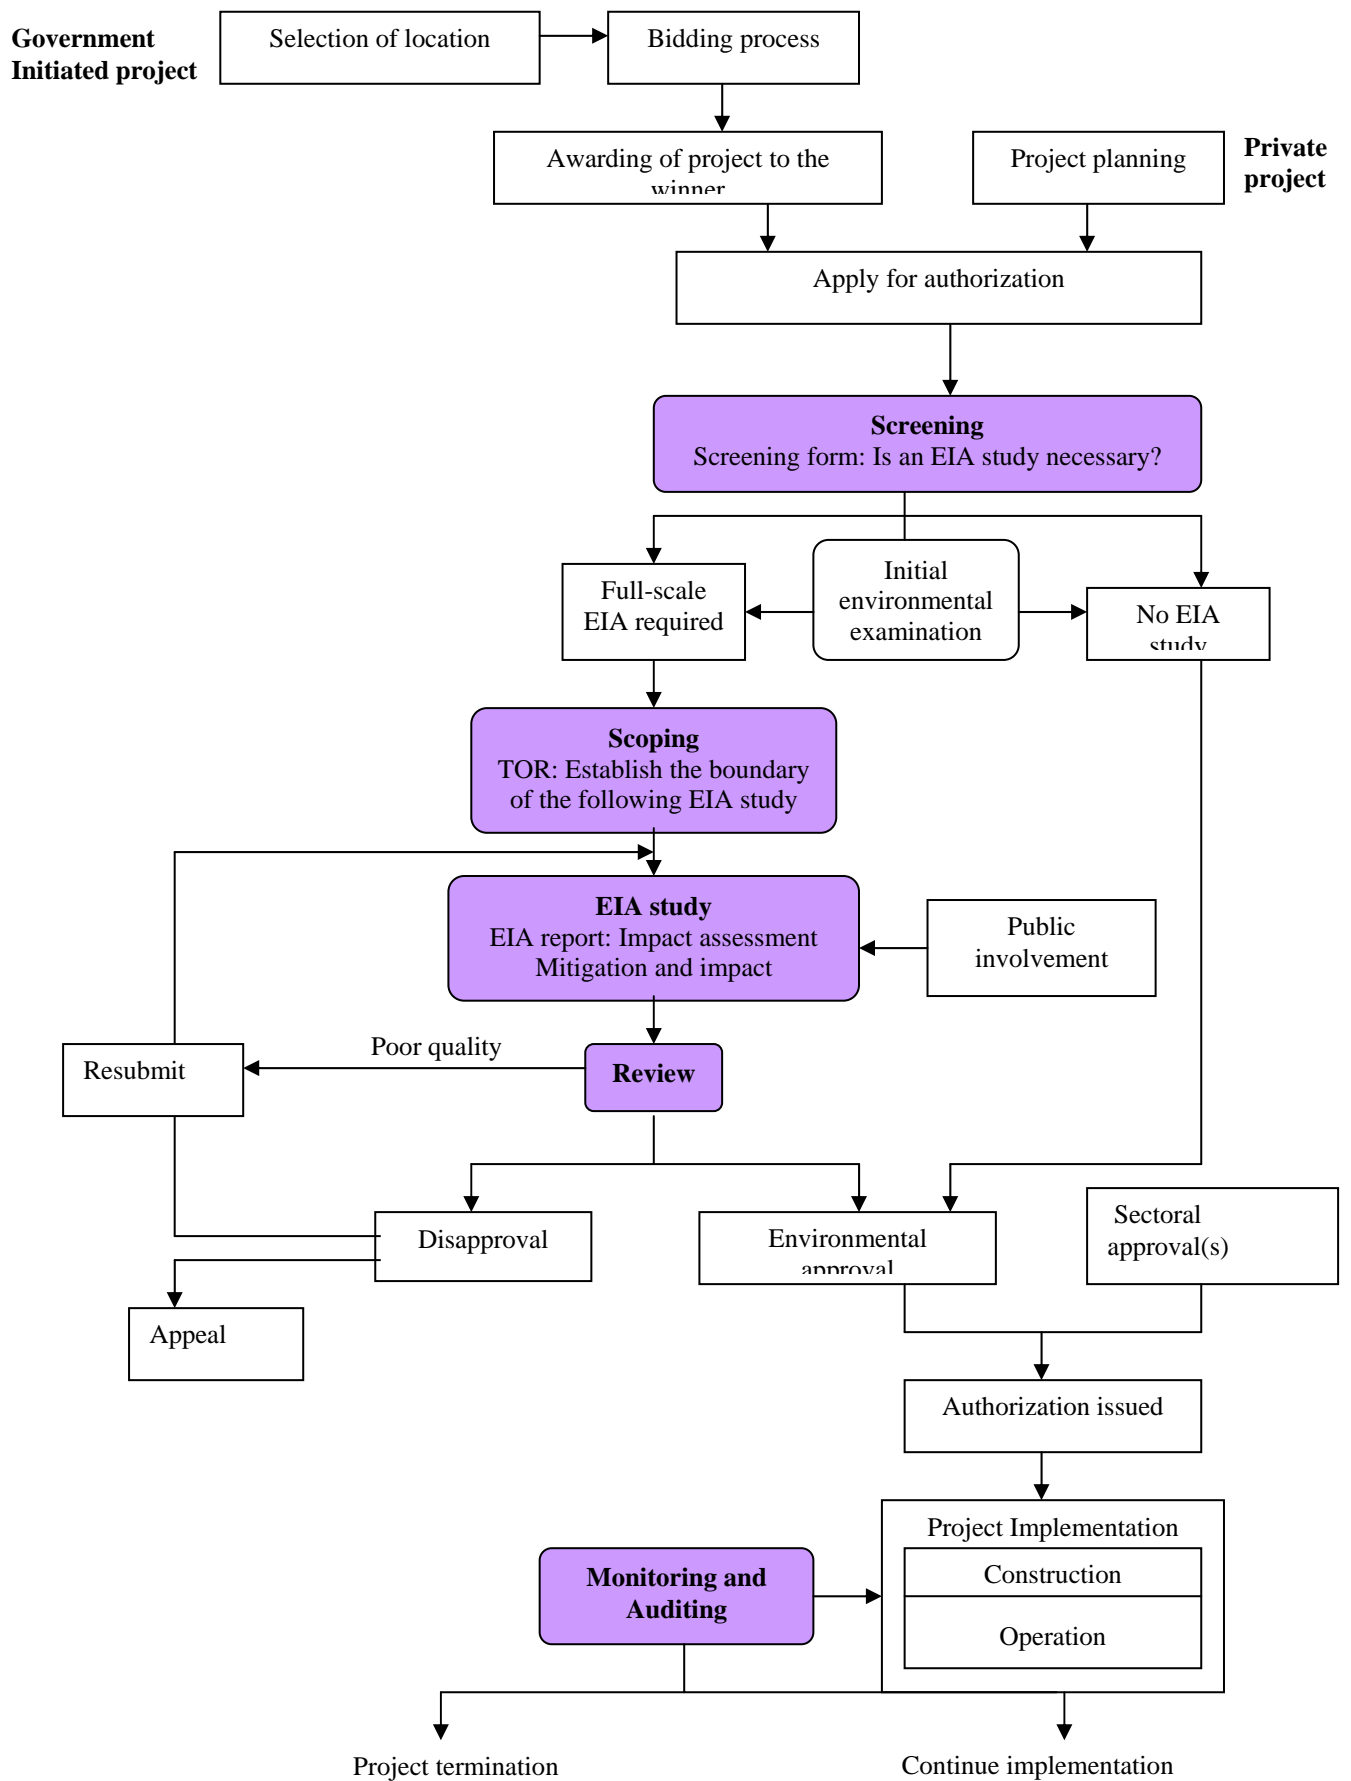 Government
Initiated project
Selection of location
Bidding process
Awarding of project to the
winner
Project planning
Private
project
Apply for authorization
Screening
Screening form: Is an EIA study necessary?
Full-scale
EIA required
Initial
environmental
examination
No EIA
study
Scoping
TOR: Establish the boundary
of the following EIA study
EIA study
EIA report: Impact assessment
Mitigation and impact
Public
involvement
Resubmit
Poor quality
Review
Disapproval
Environmental
approval
Sectoral
approval(s)
Appeal
Authorization issued
Project Implementation
Construction
Operation
Monitoring and
Auditing
Project termination
Continue implementation